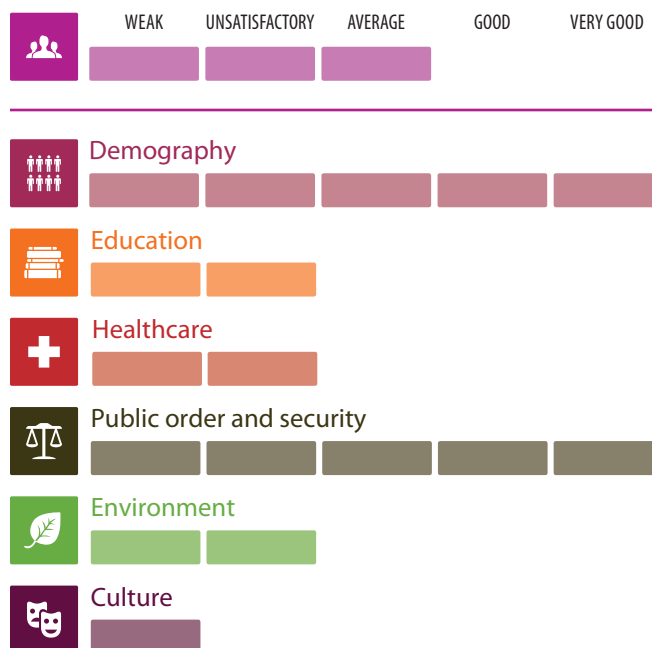 WEAK UNSATISFACTORY AVERAGE GOOD VERY GOOD
Demography
Education
Healthcare
Public order and security
Environment
Culture